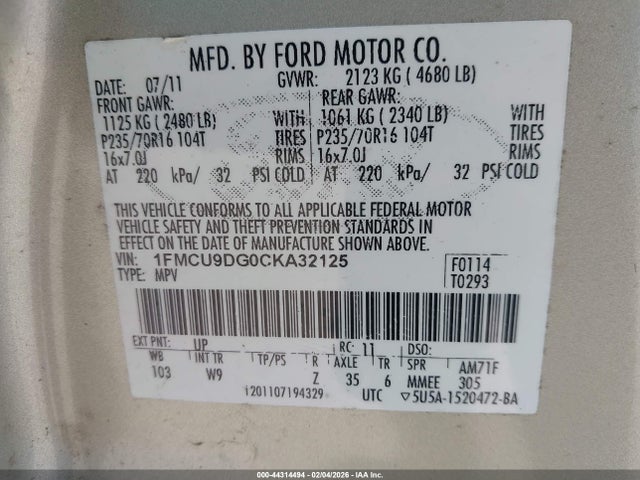 MFD. BY FORD MOTOR CO.
DATE: 07/11 GVWR: 2123 KG ( 4680 LB)
FRONT GAWR: REAR GAWR:
1125 KG ( 2480 LB) WITH 1061 KG ( 2340 LB) WITH
P235/70R16 104T TIRES P235/70R16 104T TIRES
16x7.0J RIMS 16x7.0J RIMS
AT 220 kPa/ 32 PSI COLD AT 220 kPa/ 32 PSI COLD
THIS VEHICLE CONFORMS TO ALL APPLICABLE FEDERAL MOTOR
VEHICLE SAFETY AND THEFT PREVENTION STANDARDS IN
EFFECT ON THE DATE OF MANUFACTURE SHOWN ABOVE.
VIN: 1FMCU9DG0CKA32125 F0114
TYPE: MPV T0293
EXT PNT: UP RC: 11 DSO:
WB INT TR TP/PS R AXLE TR SPR AM71F
103 W9 Z 35 6 MMEE 305
1201107194329 UTC ▽5U5A-1520472-BA
000-44314494 - 02/04/2026 - IAA Inc.